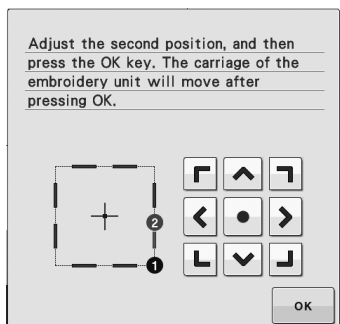 Adjust the second position, and then
press the OK key. The carriage of the
embroidery unit will move after
pressing OK.
2
1
OK